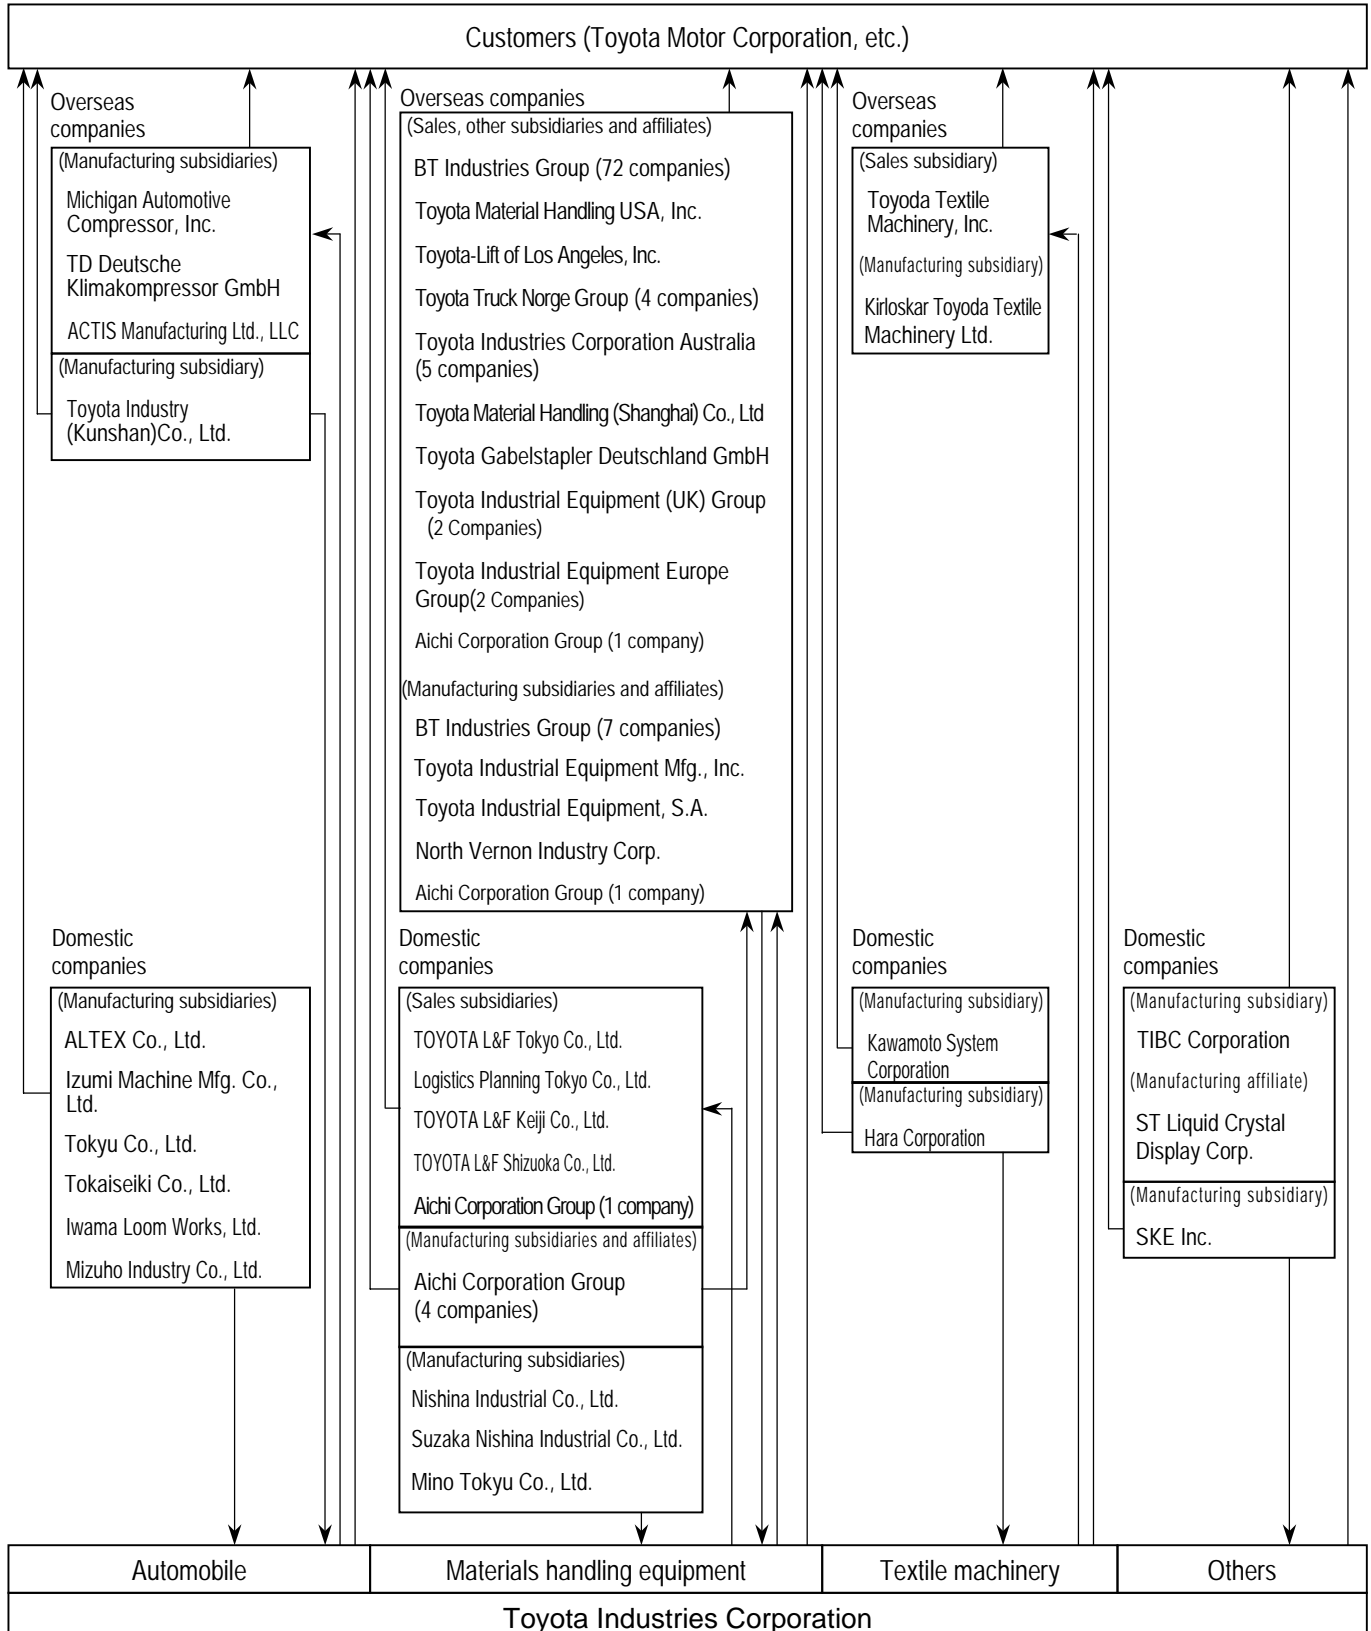 Customers (Toyota Motor Corporation, etc.)
Overseas
companies
(Manufacturing subsidiaries)
Michigan Automotive
Compressor, Inc.
TD Deutsche
Klimakompressor GmbH
ACTIS Manufacturing Ltd., LLC
(Manufacturing subsidiary)
Toyota Industry
(Kunshan)Co., Ltd.
Domestic
companies
(Manufacturing subsidiaries)
ALTEX Co., Ltd.
Izumi Machine Mfg. Co.,
Ltd.
Tokyu Co., Ltd.
Tokaiseiki Co., Ltd.
Iwama Loom Works, Ltd.
Mizuho Industry Co., Ltd.
Overseas companies
(Sales, other subsidiaries and affiliates)
BT Industries Group (72 companies)
Toyota Material Handling USA, Inc.
Toyota-Lift of Los Angeles, Inc.
Toyota Truck Norge Group (4 companies)
Toyota Industries Corporation Australia
(5 companies)
Toyota Material Handling (Shanghai) Co., Ltd
Toyota Gabelstapler Deutschland GmbH
Toyota Industrial Equipment (UK) Group
(2 Companies)
Toyota Industrial Equipment Europe
Group(2 Companies)
Aichi Corporation Group (1 company)
(Manufacturing subsidiaries and affiliates)
BT Industries Group (7 companies)
Toyota Industrial Equipment Mfg., Inc.
Toyota Industrial Equipment, S.A.
North Vernon Industry Corp.
Aichi Corporation Group (1 company)
Domestic
companies
(Sales subsidiaries)
TOYOTA L&F Tokyo Co., Ltd.
Logistics Planning Tokyo Co., Ltd.
TOYOTA L&F Keiji Co., Ltd.
TOYOTA L&F Shizuoka Co., Ltd.
Aichi Corporation Group (1 company)
(Manufacturing subsidiaries and affiliates)
Aichi Corporation Group
(4 companies)
(Manufacturing subsidiaries)
Nishina Industrial Co., Ltd.
Suzaka Nishina Industrial Co., Ltd.
Mino Tokyu Co., Ltd.
Overseas
companies
(Sales subsidiary)
Toyoda Textile
Machinery, Inc.
(Manufacturing subsidiary)
Kirloskar Toyoda Textile
Machinery Ltd.
Domestic
companies
(Manufacturing subsidiary)
Kawamoto System
Corporation
(Manufacturing subsidiary)
Hara Corporation
Domestic
companies
(Manufacturing subsidiary)
TIBC Corporation
(Manufacturing affiliate)
ST Liquid Crystal
Display Corp.
(Manufacturing subsidiary)
SKE Inc.
Automobile
Materials handling equipment
Textile machinery
Others
Toyota Industries Corporation